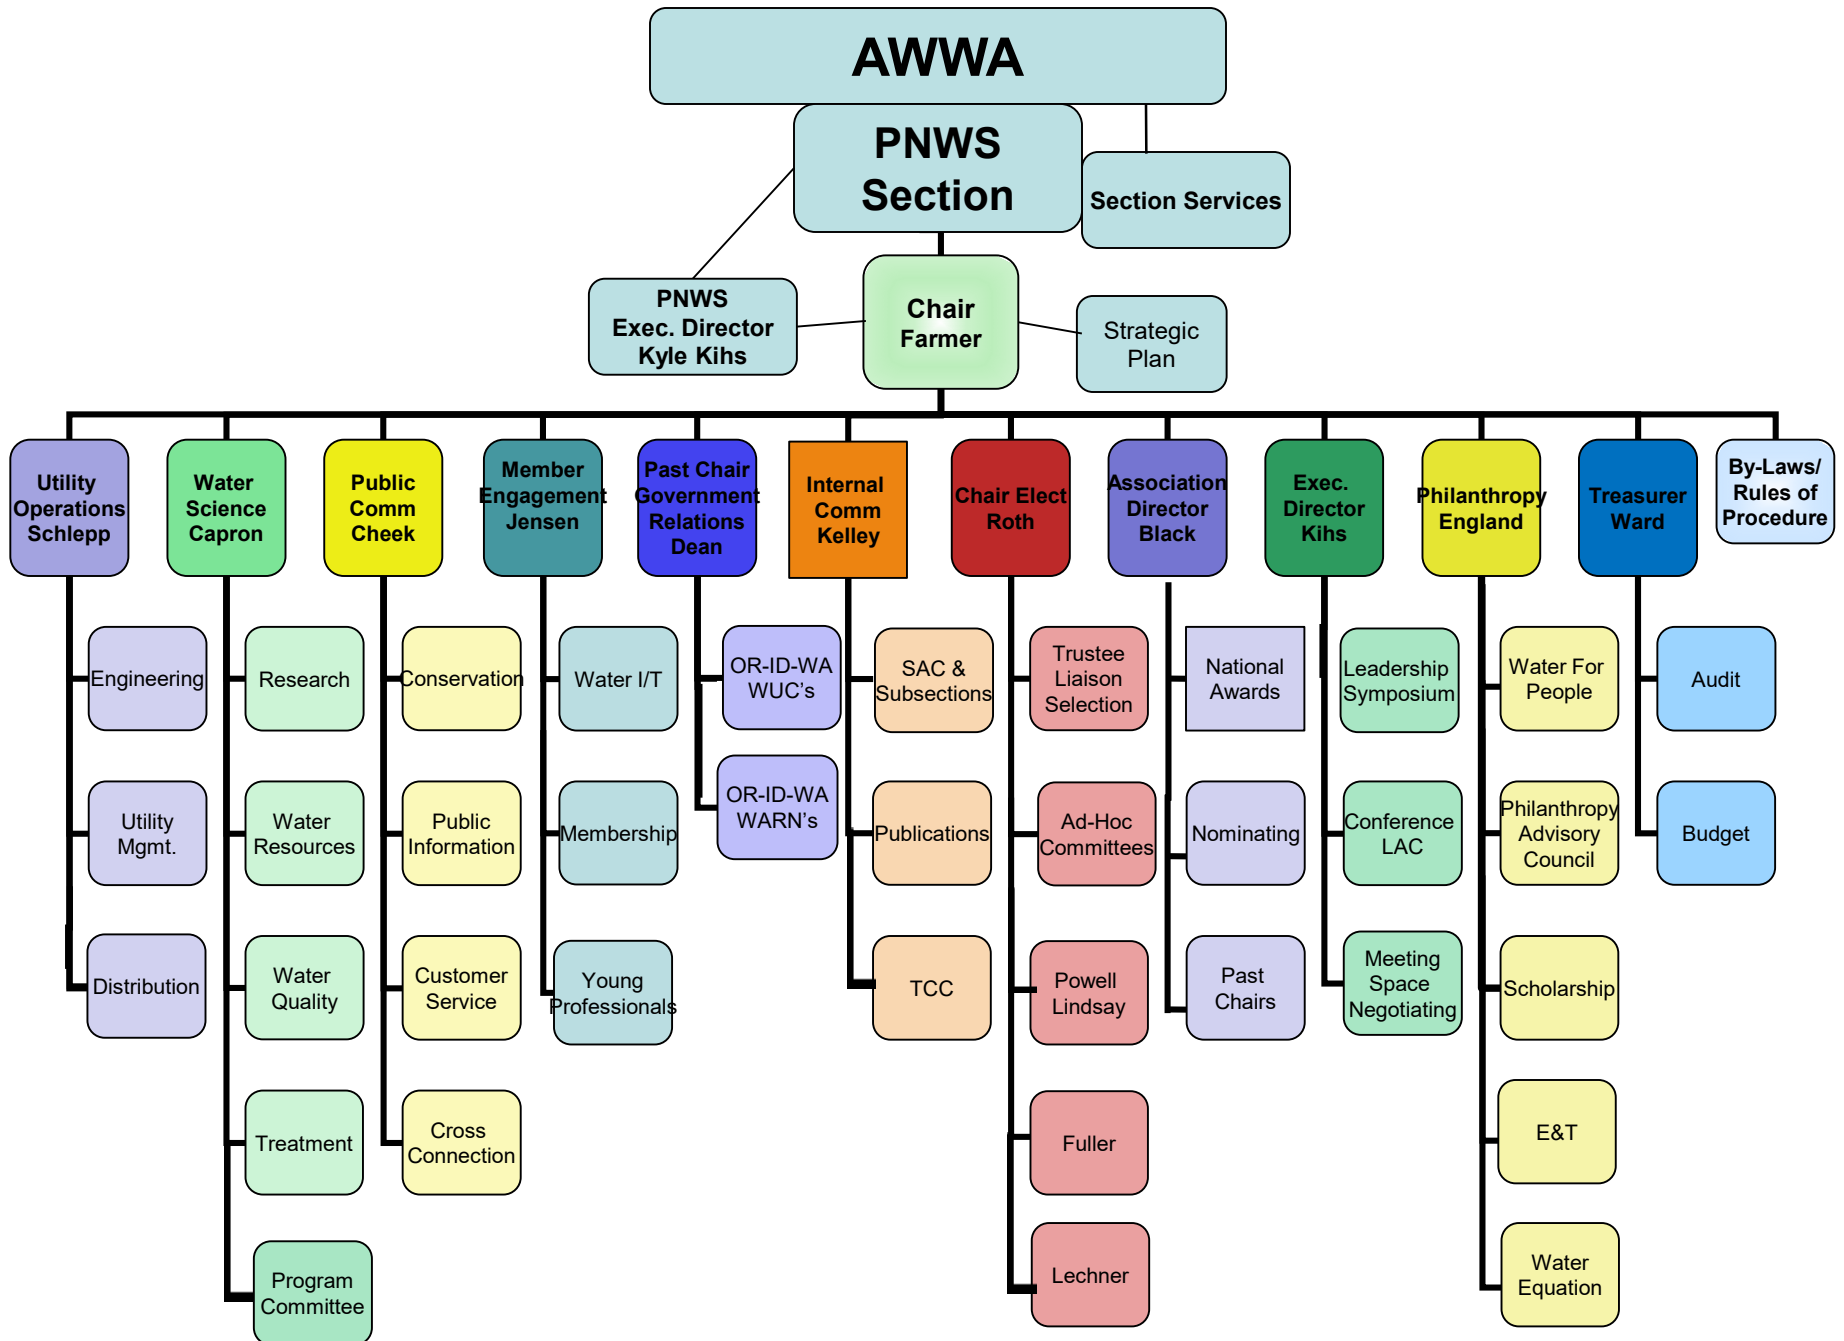 AWWA
PNWS
Section
Section Services
PNWS
Exec. Director
Kyle Kihs
Chair
Farmer
Strategic
Plan
Utility
Operations
Schlepp
Water
Science
Capron
Public
Comm
Cheek
Member
Engagement
Jensen
Past Chair
Government
Relations
Dean
Internal
Comm
Kelley
Chair Elect
Roth
Association
Director
Black
Exec.
Director
Kihs
Philanthropy
England
Treasurer
Ward
By-Laws/
Rules of
Procedure
Engineering
Research
Conservation
Water I/T
OR-ID-WA
WUC’s
SAC &
Subsections
Trustee
Liaison
Selection
National
Awards
Leadership
Symposium
Water For
People
Audit
Utility
Mgmt.
Water
Resources
Public
Information
Membership
OR-ID-WA
WARN’s
Publications
Ad-Hoc
Committees
Nominating
Conference
LAC
Philanthropy
Advisory
Council
Budget
Distribution
Water
Quality
Customer
Service
Young
Professionals
TCC
Powell
Lindsay
Past
Chairs
Meeting
Space
Negotiating
Scholarship
Treatment
Cross
Connection
Fuller
E&T
Program
Committee
Lechner
Water
Equation